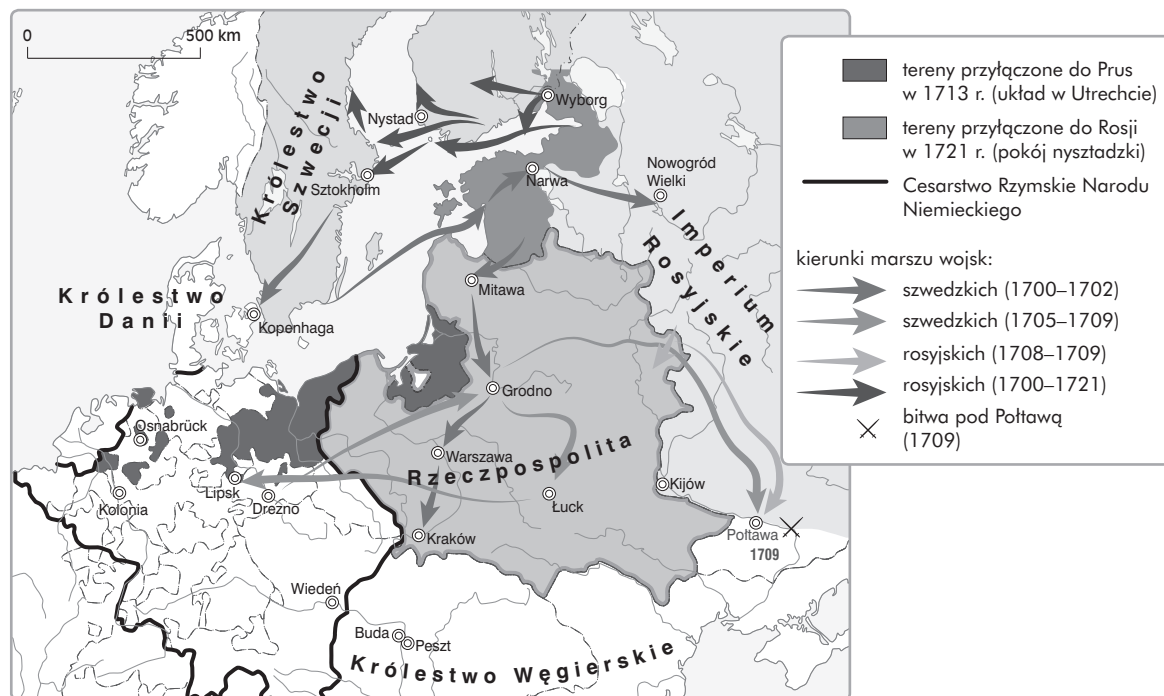 0
500 km
Królestwo
Szwecji
Nystad
Wyborg
Sztokholm
Narwa
Nowogród
Wielki
Imperium
Rosyjskie
Królestwo
Danii
Kopenhaga
Mitawa
Grodno
Osnabrück
Warszawa
Rzeczpospolita
Lipsk
Drezno
Kolonia
Łuck
Kijów
Kraków
Połtawa
1709
Wiedeń
Buda
Peszt
Królestwo Węgierskie
tereny przyłączone do Prus
w 1713 r. (układ w Utrechcie)
tereny przyłączone do Rosji
w 1721 r. (pokój nysztadzki)
Cesarstwo Rzymskie Narodu
Niemieckiego
kierunki marszu wojsk:
szwedzkich (1700–1702)
szwedzkich (1705–1709)
rosyjskich (1708–1709)
rosyjskich (1700–1721)
bitwa pod Połtawą
(1709)